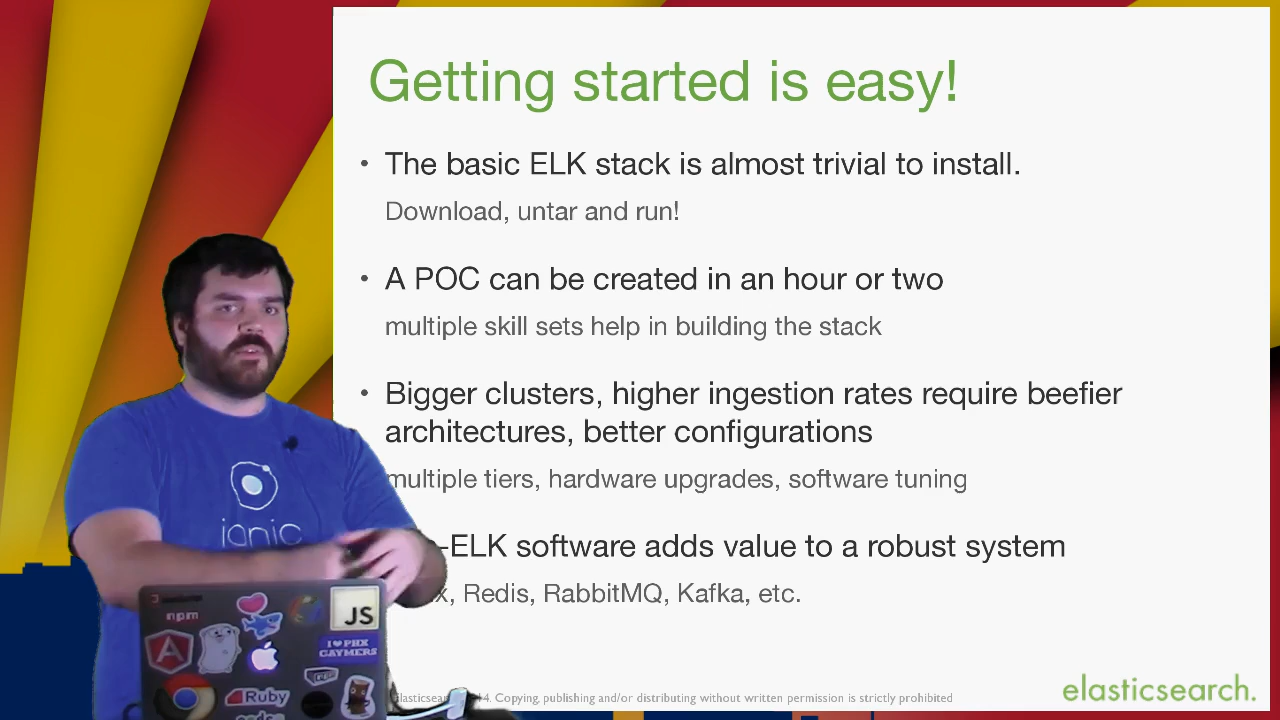 Getting started is easy!
• The basic ELK stack is almost trivial to install.
Download, untar and run!
• A POC can be created in an hour or two
multiple skill sets help in building the stack
• Bigger clusters, higher ingestion rates require beefier
architectures, better configurations
multiple tiers, hardware upgrades, software tuning
-ELK software adds value to a robust system
Redis, RabbitMQ, Kafka, etc.
ionic
npm
JS
I ♥ PHX
GAYMERS
Ruby
Copying, publishing and/or distributing without written permission is strictly prohibited
elasticsearch.